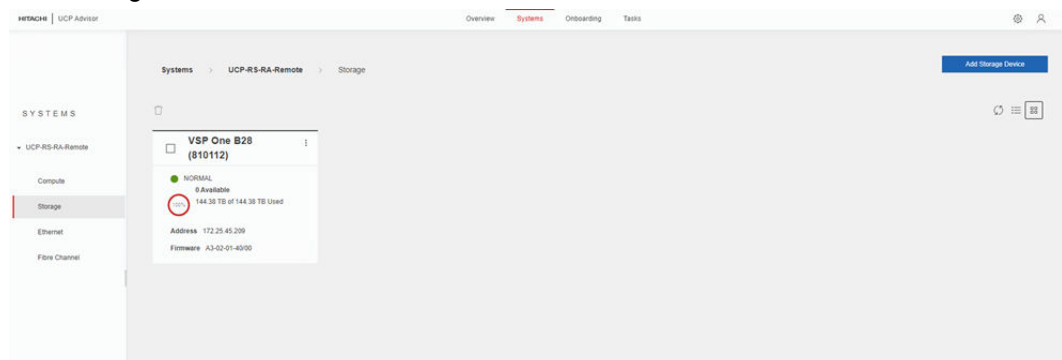 HITACHI | UCP Advisor
Overview Systems Onboarding Tasks
Systems > UCP-RS-RA-Remote > Storage
Add Storage Device
SYSTEMS
UCP-RS-RA-Remote
Compute
Storage
Ethernet
Fibre Channel
VSP One B28
(810112)
NORMAL
0 Available
100%
144.38 TB of 144.38 TB Used
Address 172.25.45.209
Firmware A3-02-01-40/00